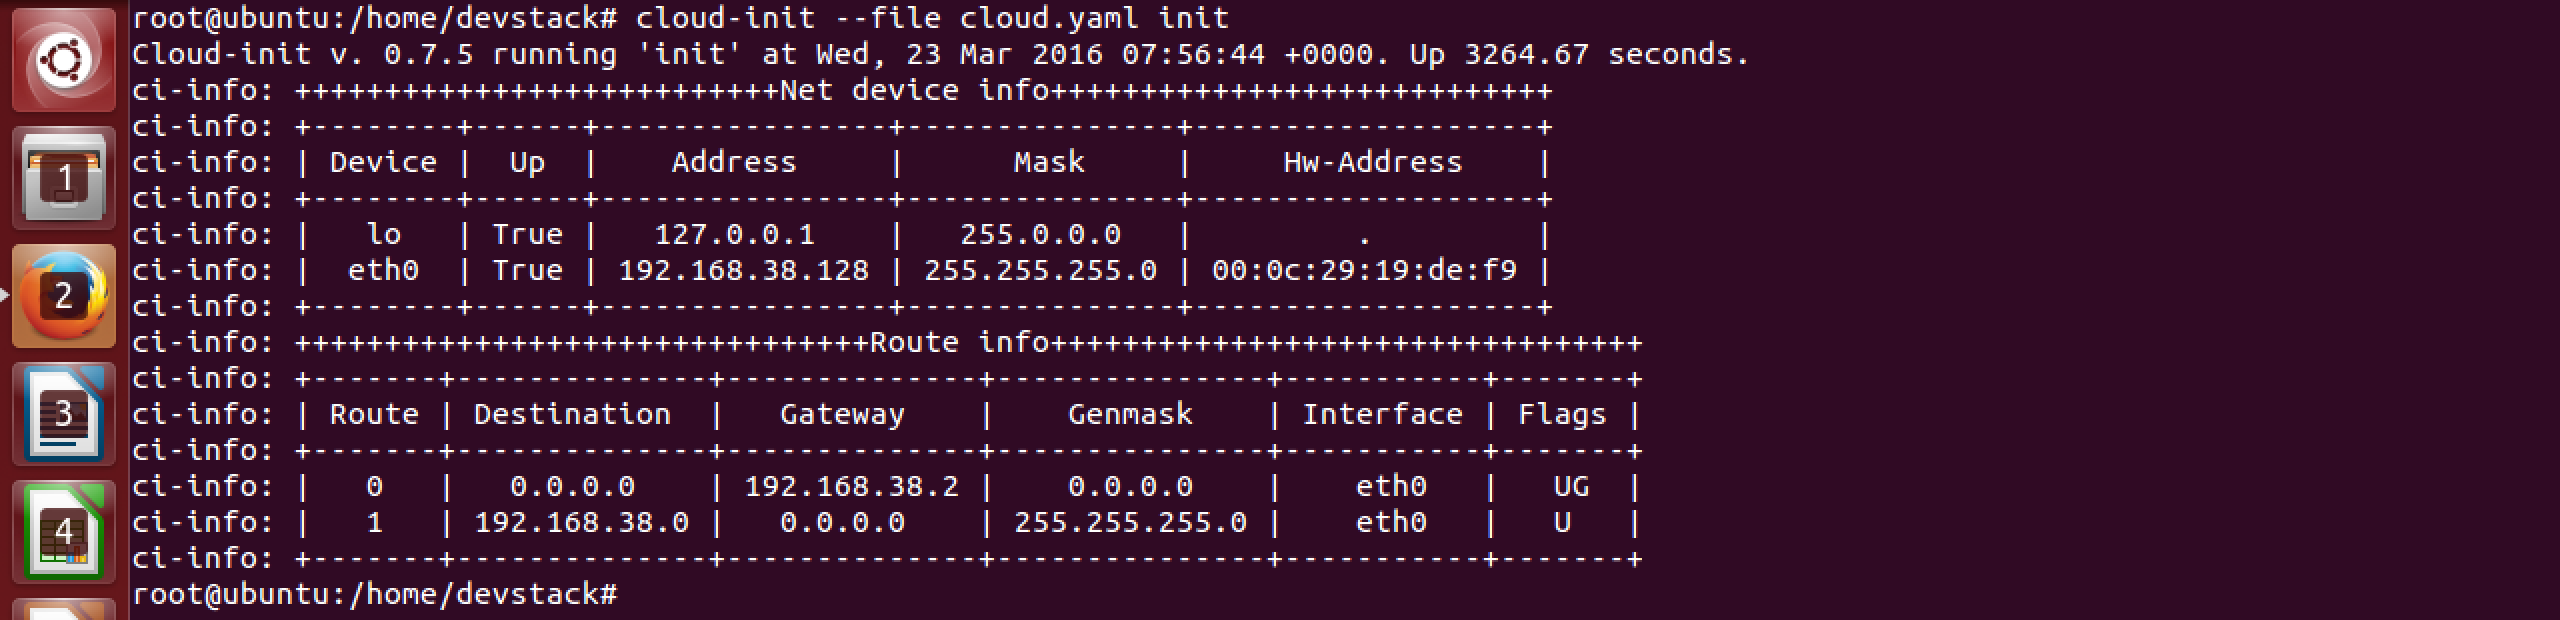 root@ubuntu:/home/devstack# cloud-init --file cloud.yaml init
Cloud-init v. 0.7.5 running 'init' at Wed, 23 Mar 2016 07:56:44 +0000. Up 3264.67 seconds.
ci-info: +++++++++++++++++++++++++++Net device info++++++++++++++++++++++++++++
ci-info: +--------+------+----------------+---------------+-------------------+
ci-info: | Device |  Up  |    Address     |      Mask     |     Hw-Address    |
ci-info: +--------+------+----------------+---------------+-------------------+
ci-info: |   lo   | True |   127.0.0.1    |   255.0.0.0   |         .         |
ci-info: |  eth0  | True | 192.168.38.128 | 255.255.255.0 | 00:0c:29:19:de:f9 |
ci-info: +--------+------+----------------+---------------+-------------------+
ci-info: ++++++++++++++++++++++++++++++++Route info+++++++++++++++++++++++++++++++++
ci-info: +-------+--------------+--------------+---------------+-----------+-------+
ci-info: | Route | Destination  |   Gateway    |    Genmask    | Interface | Flags |
ci-info: +-------+--------------+--------------+---------------+-----------+-------+
ci-info: |   0   |   0.0.0.0    | 192.168.38.2 |    0.0.0.0    |    eth0   |   UG  |
ci-info: |   1   | 192.168.38.0 |   0.0.0.0    | 255.255.255.0 |    eth0   |   U   |
ci-info: +-------+--------------+--------------+---------------+-----------+-------+
root@ubuntu:/home/devstack#
1
2
3
4